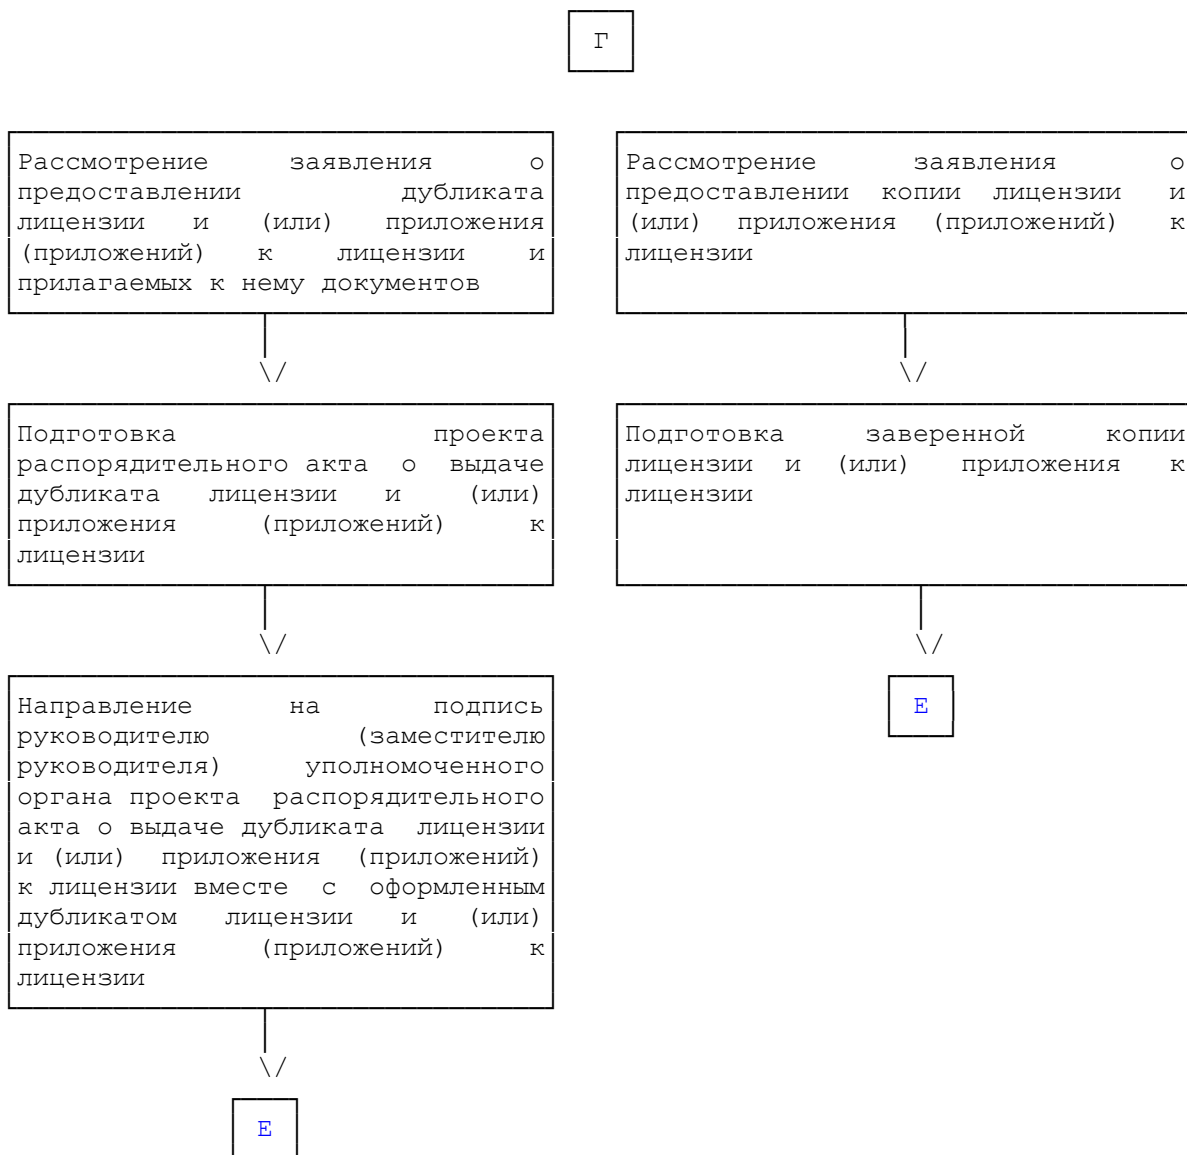 Г
Рассмотрение заявления о
предоставлении дубликата
лицензии и (или) приложения
(приложений) к лицензии и
прилагаемых к нему документов
Рассмотрение заявления о
предоставлении копии лицензии и
(или) приложения (приложений) к
лицензии
\/
\/
Подготовка проекта
распорядительного акта о выдаче
дубликата лицензии и (или)
приложения (приложений) к
лицензии
Подготовка заверенной копии
лицензии и (или) приложения к
лицензии
\/
\/
Направление на подпись
руководителю (заместителю
руководителя) уполномоченного
органа проекта распорядительного
акта о выдаче дубликата лицензии
и (или) приложения (приложений)
к лицензии вместе с оформленным
дубликатом лицензии и (или)
приложения (приложений) к
лицензии
Е
\/
Е